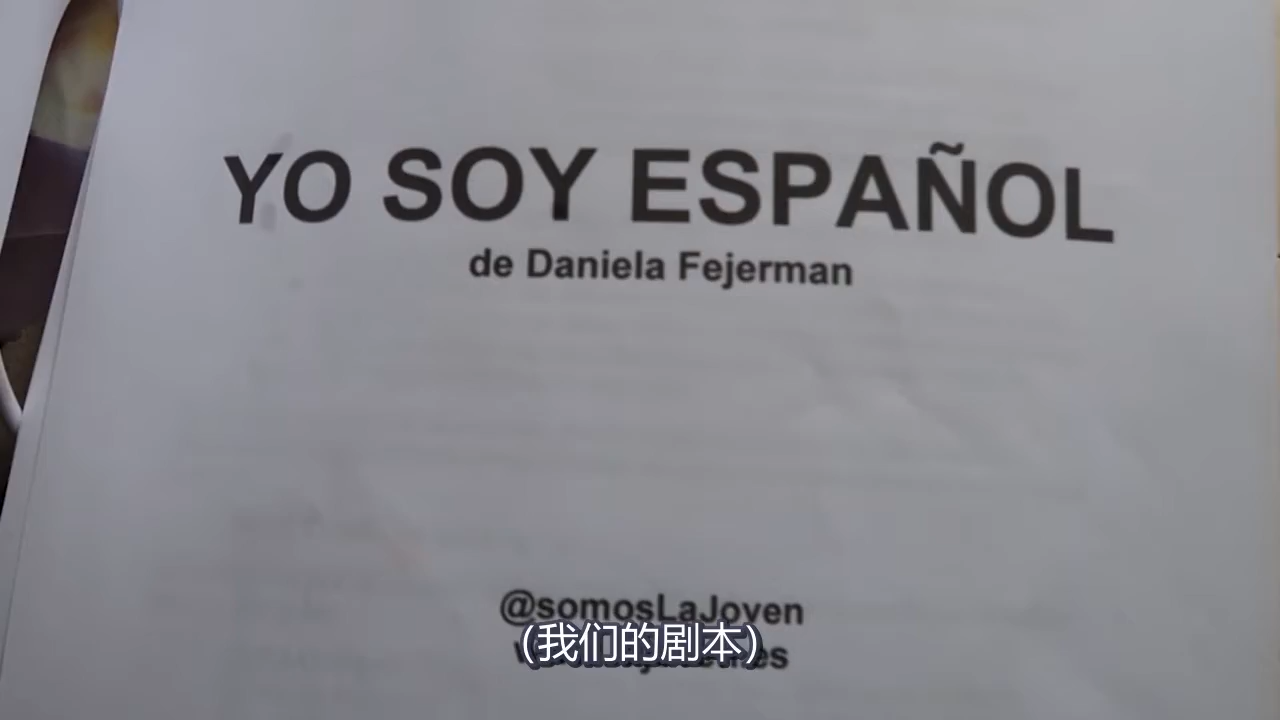 YO SOY ESPAÑOL
de Daniela Fejerman
@somosLaJoven
(我们的剧本)